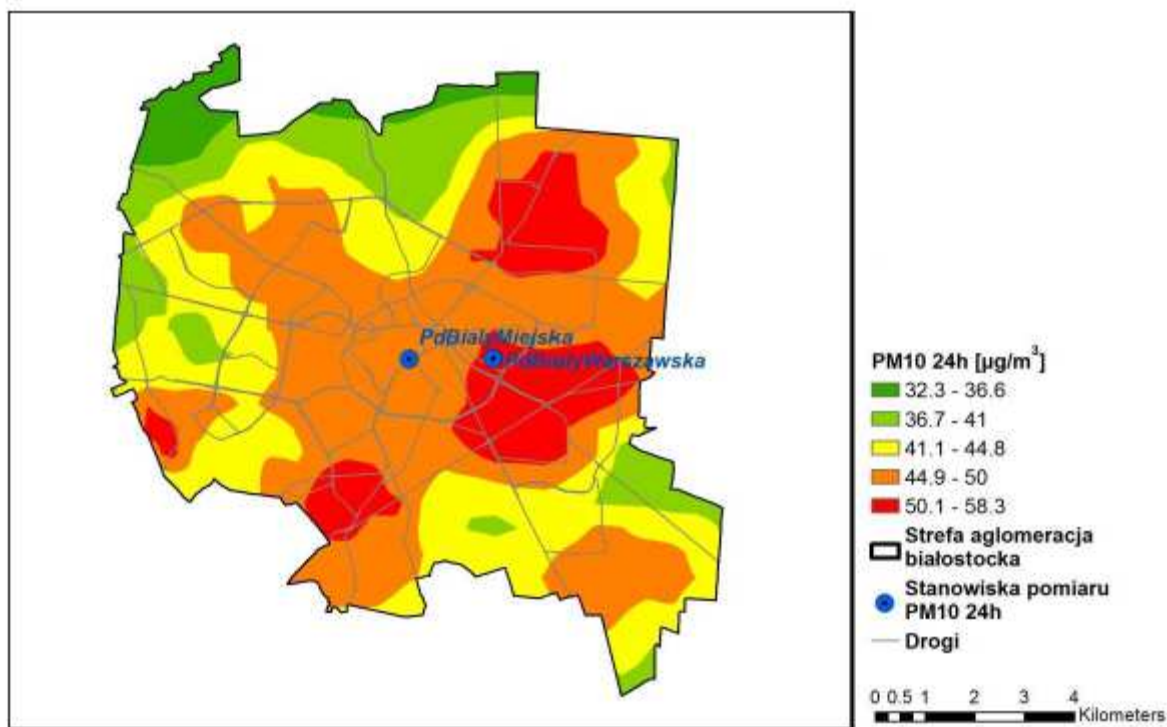 PdBiałyMiejska
PdBiałyWarszawska
PM10 24h [µg/m³]
32.3 - 36.6
36.7 - 41
41.1 - 44.8
44.9 - 50
50.1 - 58.3
Strefa aglomeracja
białostocka
Stanowiska pomiaru
PM10 24h
Drogi
0 0.5 1 2 3 4
Kilometers